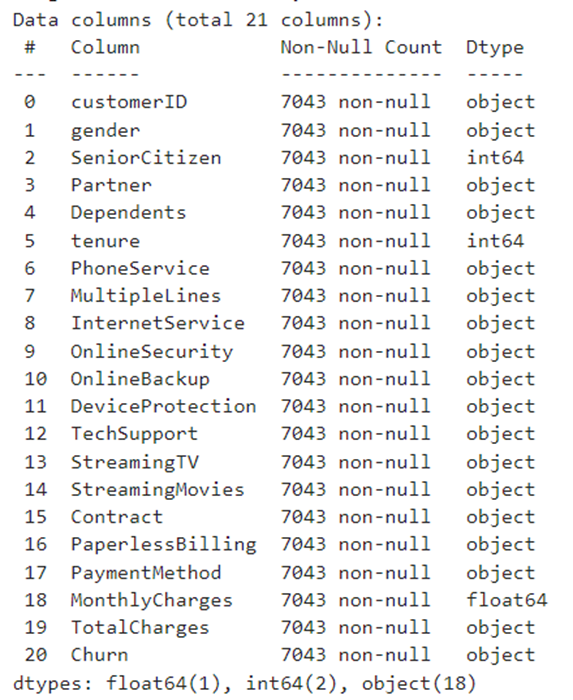 Data columns (total 21 columns):
 #   Column            Non-Null Count  Dtype
---  ------            --------------  -----
 0   customerID        7043 non-null   object
 1   gender            7043 non-null   object
 2   SeniorCitizen     7043 non-null   int64
 3   Partner           7043 non-null   object
 4   Dependents        7043 non-null   object
 5   tenure            7043 non-null   int64
 6   PhoneService      7043 non-null   object
 7   MultipleLines     7043 non-null   object
 8   InternetService   7043 non-null   object
 9   OnlineSecurity    7043 non-null   object
 10  OnlineBackup      7043 non-null   object
 11  DeviceProtection  7043 non-null   object
 12  TechSupport       7043 non-null   object
 13  StreamingTV       7043 non-null   object
 14  StreamingMovies   7043 non-null   object
 15  Contract          7043 non-null   object
 16  PaperlessBilling  7043 non-null   object
 17  PaymentMethod     7043 non-null   object
 18  MonthlyCharges    7043 non-null   float64
 19  TotalCharges      7043 non-null   object
 20  Churn             7043 non-null   object
dtypes: float64(1), int64(2), object(18)